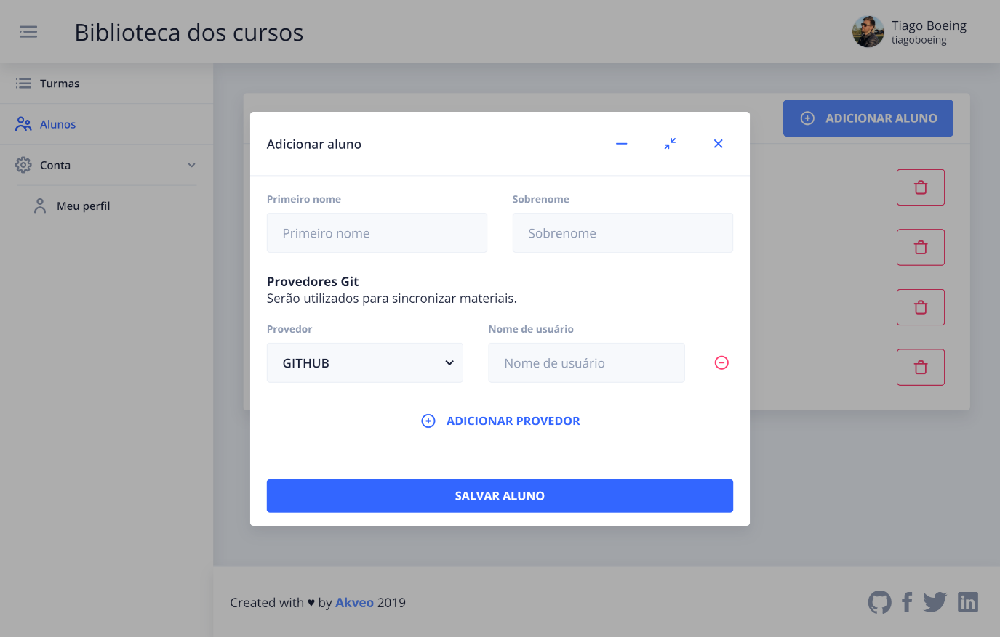 Biblioteca dos cursos
Tiago Boeing
tiagoboeing
Turmas
Alunos
Conta
Meu perfil
ADICIONAR ALUNO
Adicionar aluno
Primeiro nome
Sobrenome
Primeiro nome
Sobrenome
Provedores Git
Serão utilizados para sincronizar materiais.
Provedor
Nome de usuário
GITHUB
Nome de usuário
ADICIONAR PROVEDOR
SALVAR ALUNO
Created with ♥ by Akveo 2019